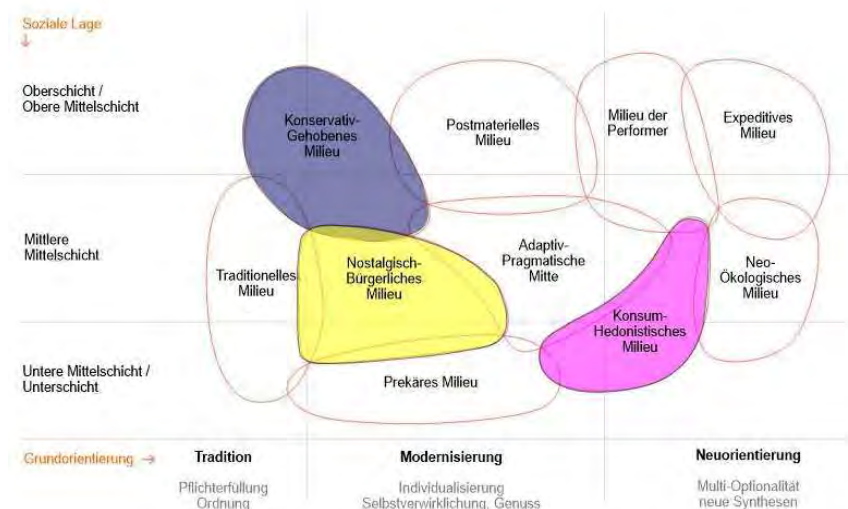 Soziale Lage
↓
Oberschicht /
Obere Mittelschicht
Konservativ-
Gehobenes
Milieu
Postmaterielles
Milieu
Milieu der
Performer
Expeditives
Milieu
Mittlere
Mittelschicht
Traditionelles
Milieu
Nostalgisch-
Bürgerliches
Milieu
Adaptiv-
Pragmatische
Mitte
Neo-
Ökologisches
Milieu
Konsum-
Hedonistisches
Milieu
Untere Mittelschicht /
Unterschicht
Prekäres Milieu
Grundorientierung →
Tradition
Pflichterfüllung
Ordnung
Modernisierung
Individualisierung
Selbstverwirklichung, Genuss
Neuorientierung
Multi-Optionalität
neue Synthesen